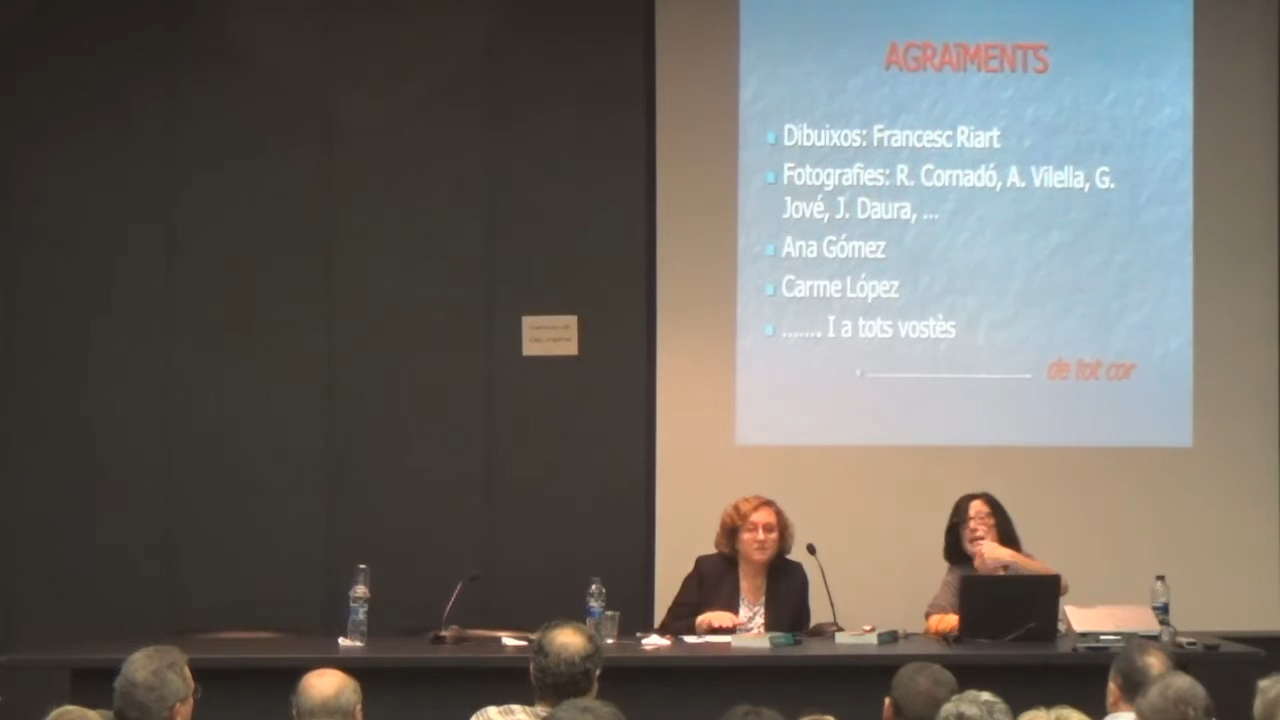 AGRAÏMENTS
Dibuixos: Francesc Riart
Fotografies: R. Cornadó, A. Vilella, G.
Jové, J. Daura, ...
Ana Gómez
Carme López
....... I a tots vostès
de tot cor